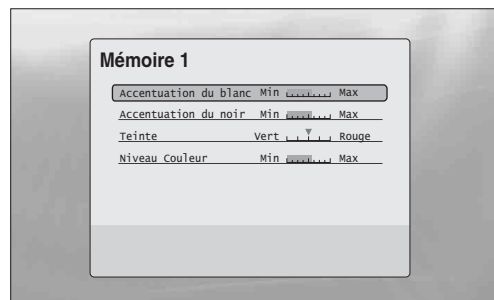 Mémoire 1
Accentuation du blanc Min Max
Accentuation du noir Min Max
Teinte Vert Rouge
Niveau Couleur Min Max